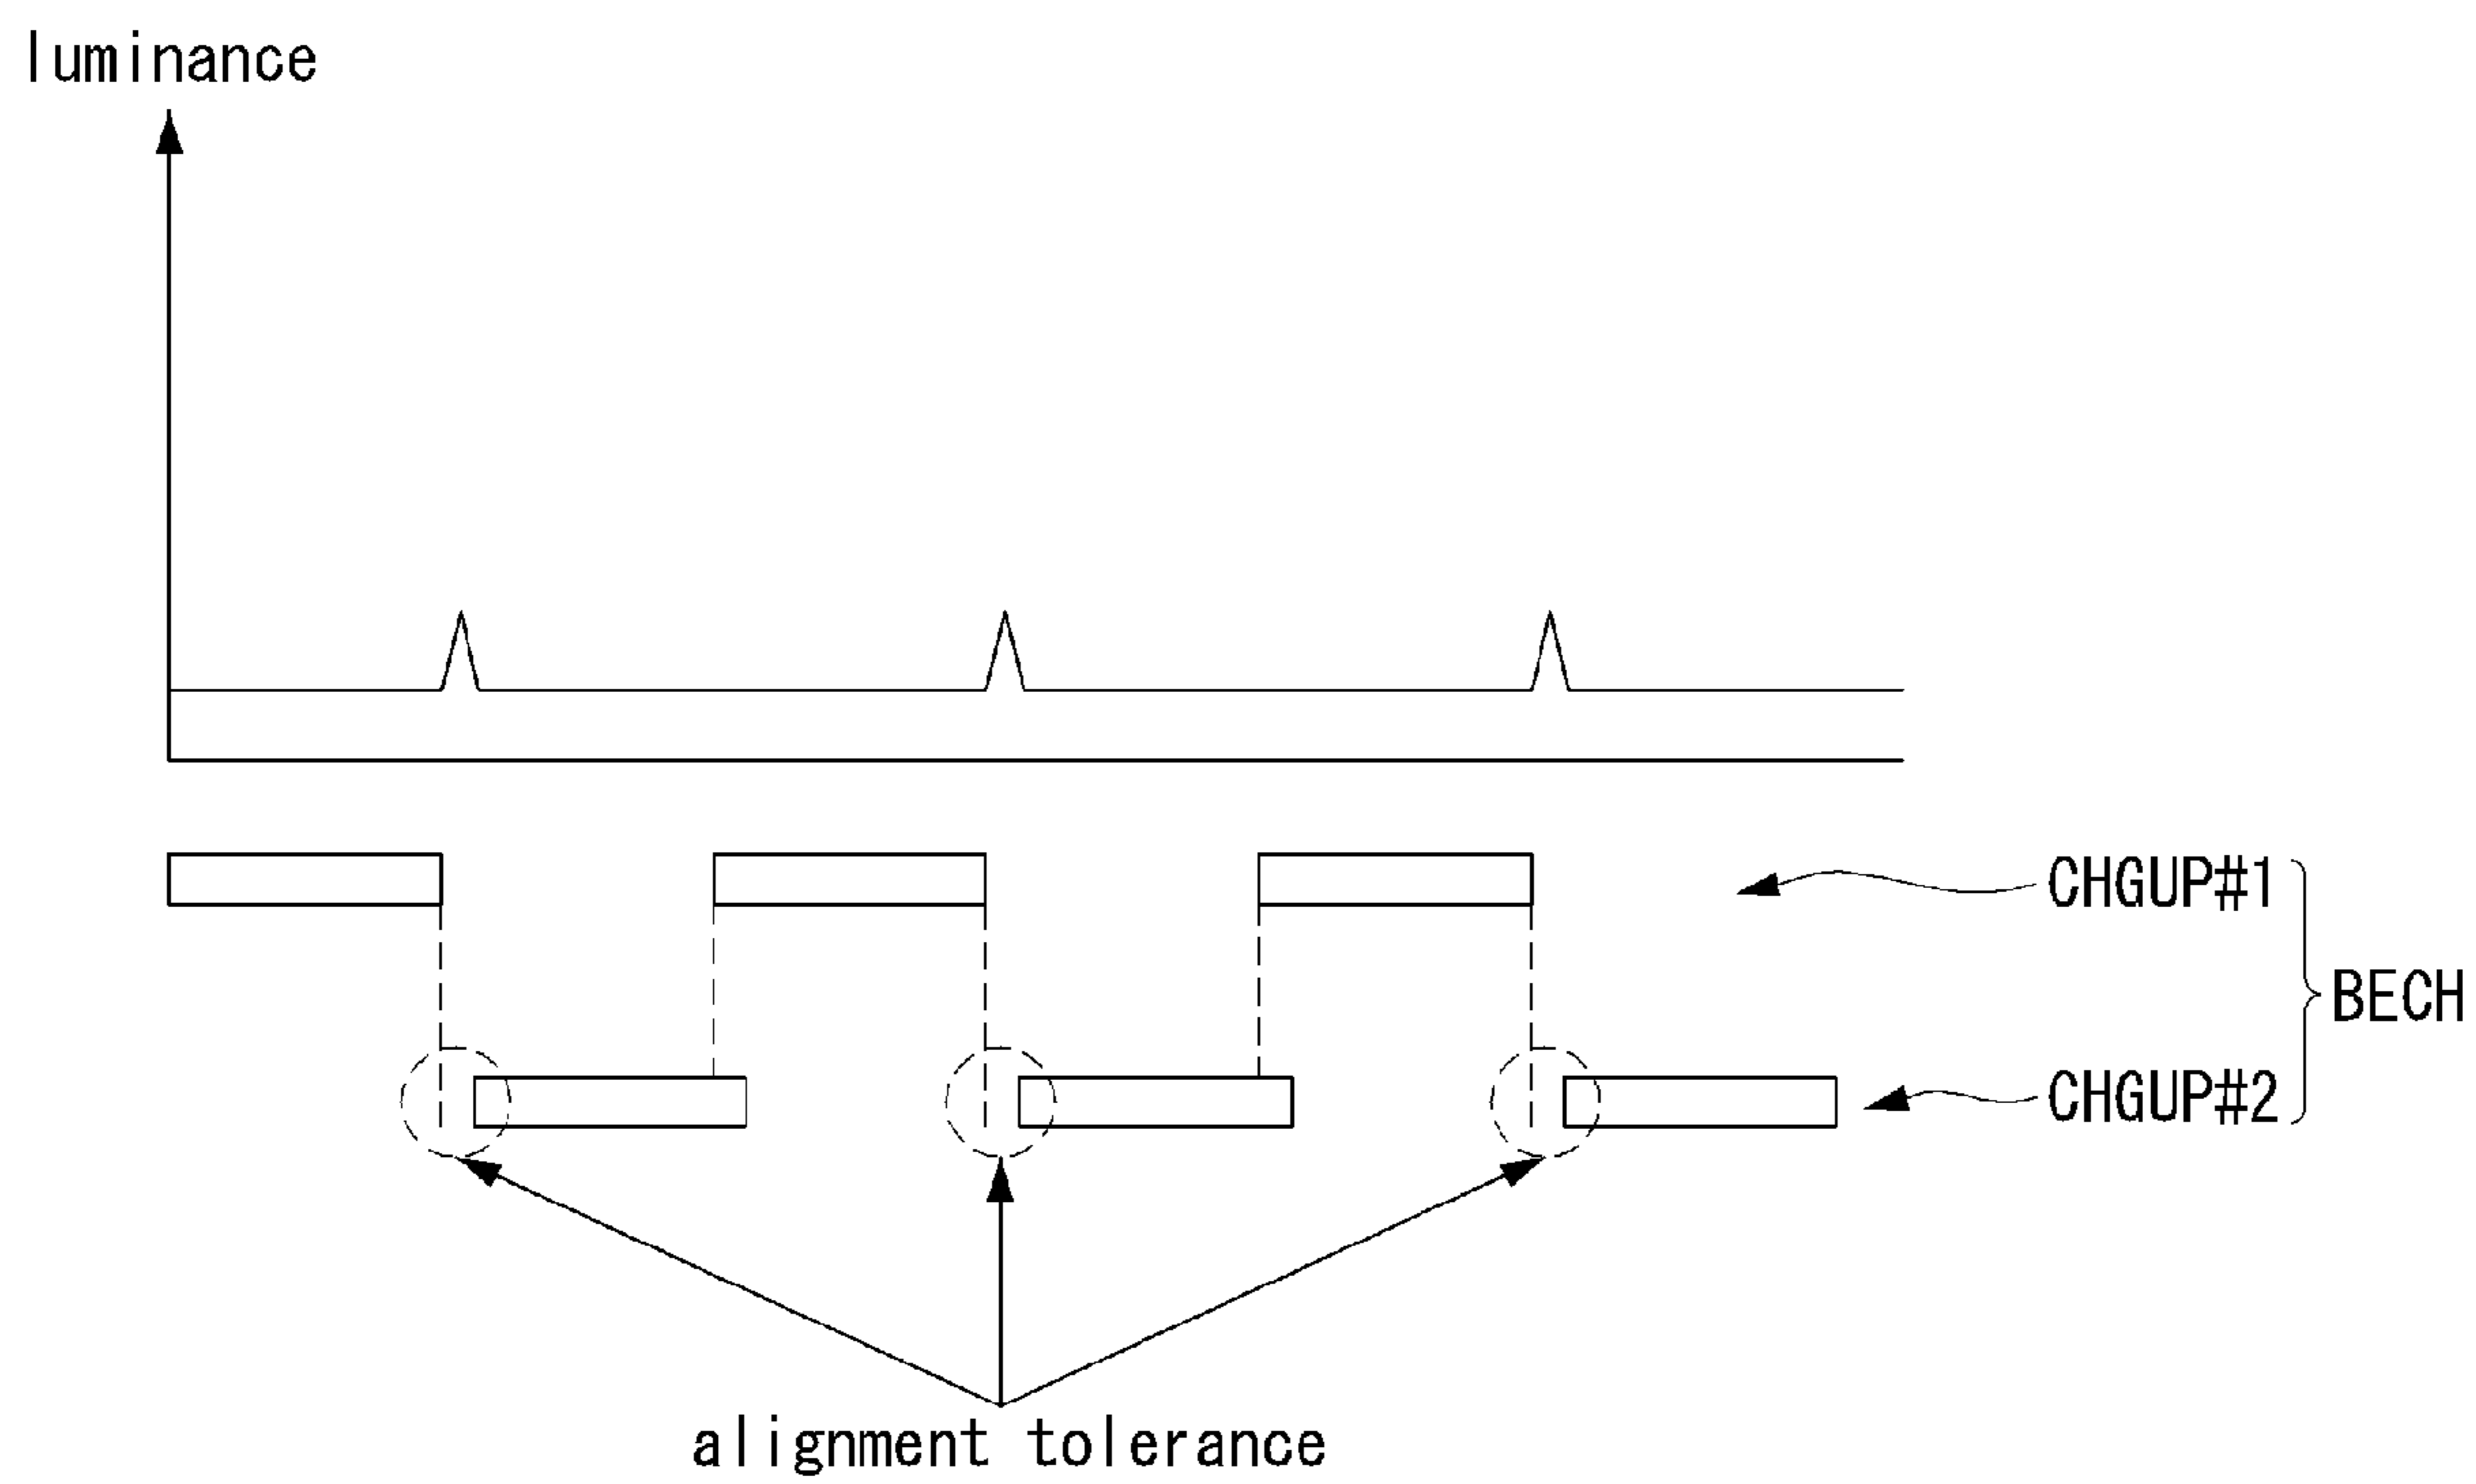 luminance
CHGUP#1
BECH
CHGUP#2
alignment tolerance